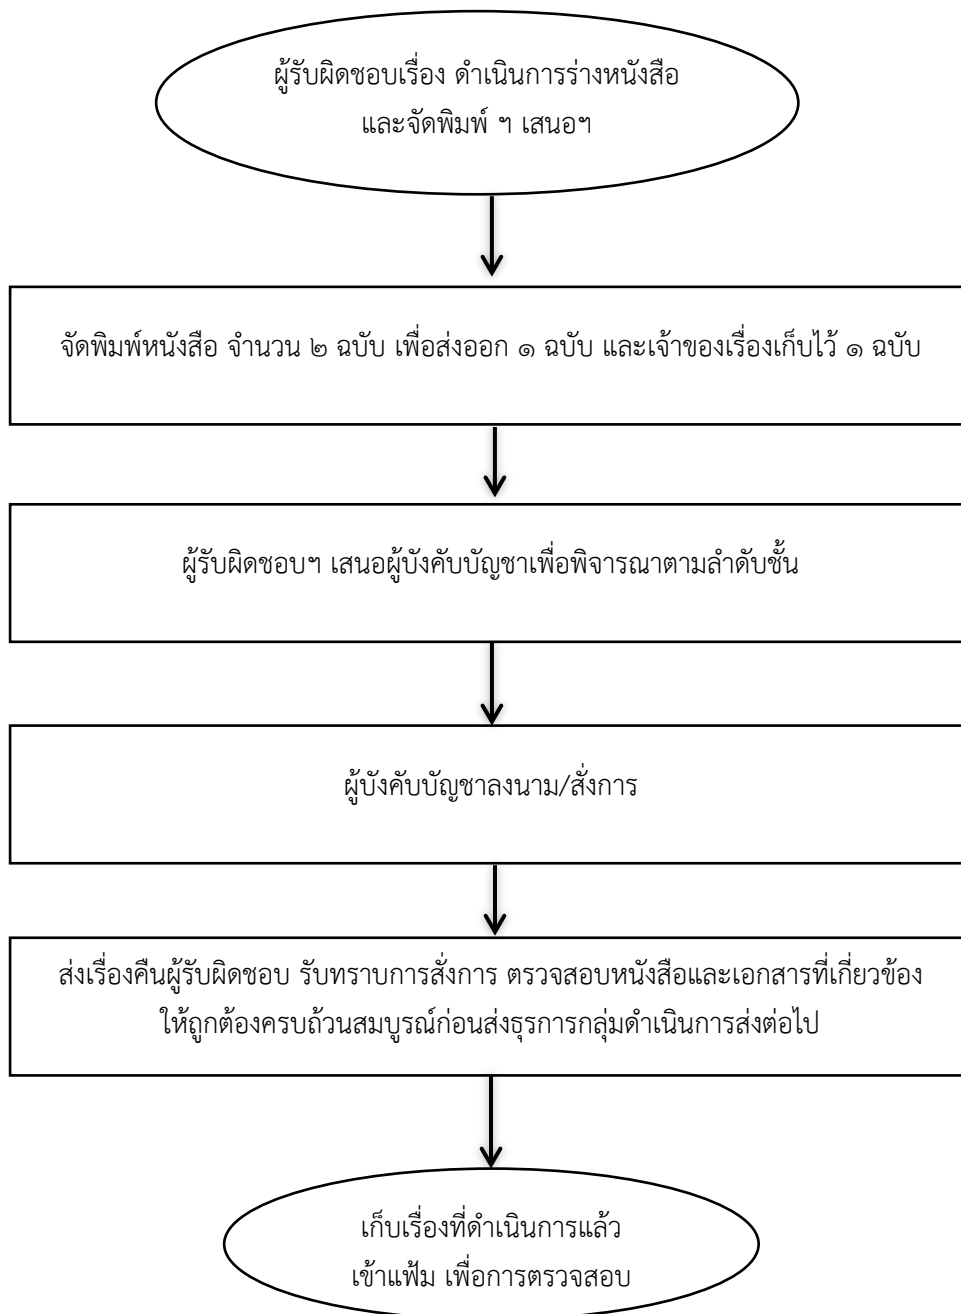 ผู้รับผิดชอบเรื่อง ดำเนินการร่างหนังสือ
และจัดพิมพ์ ฯ เสนอฯ
จัดพิมพ์หนังสือ จำนวน ๒ ฉบับ เพื่อส่งออก ๑ ฉบับ และเจ้าของเรื่องเก็บไว้ ๑ ฉบับ
ผู้รับผิดชอบฯ เสนอผู้บังคับบัญชาเพื่อพิจารณาตามลำดับชั้น
ผู้บังคับบัญชาลงนาม/สั่งการ
ส่งเรื่องคืนผู้รับผิดชอบ รับทราบการสั่งการ ตรวจสอบหนังสือและเอกสารที่เกี่ยวข้อง
ให้ถูกต้องครบถ้วนสมบูรณ์ก่อนส่งธุรการกลุ่มดำเนินการส่งต่อไป
เก็บเรื่องที่ดำเนินการแล้ว
เข้าแฟ้ม เพื่อการตรวจสอบ